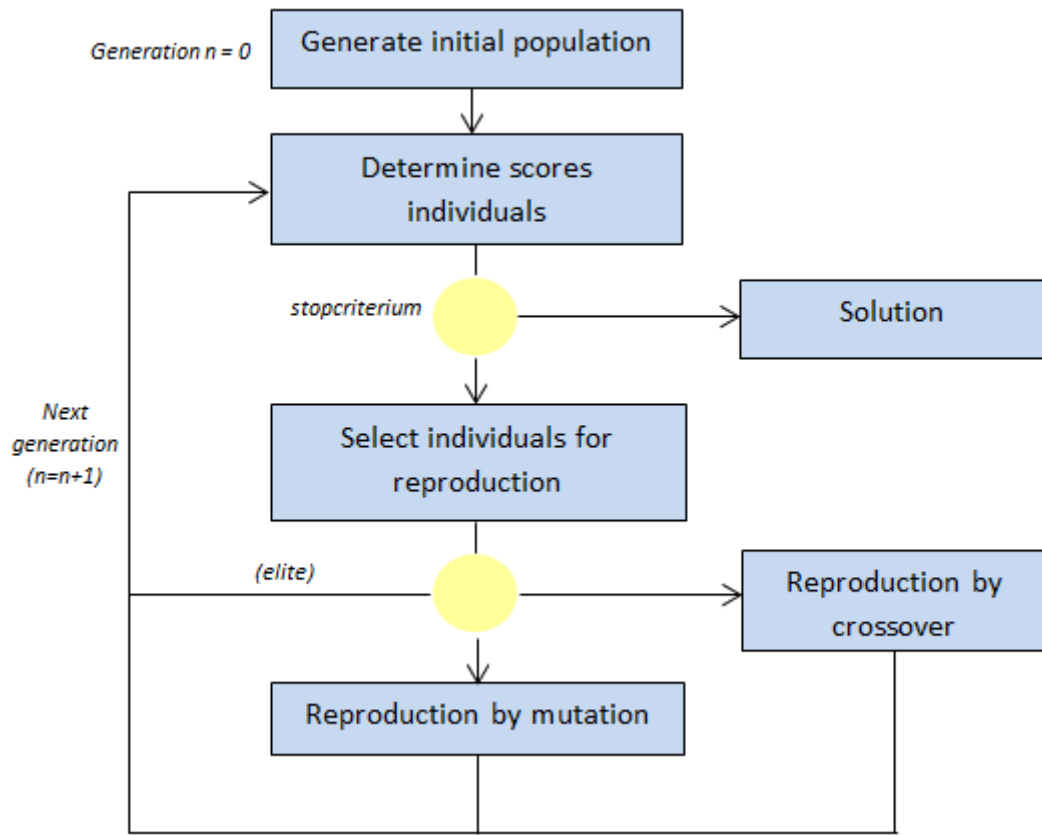 Generation n = 0
Generate initial population
Determine scores
individuals
stopcriterium
Solution
Next
generation
(n=n+1)
Select individuals for
reproduction
(elite)
Reproduction by
crossover
Reproduction by mutation